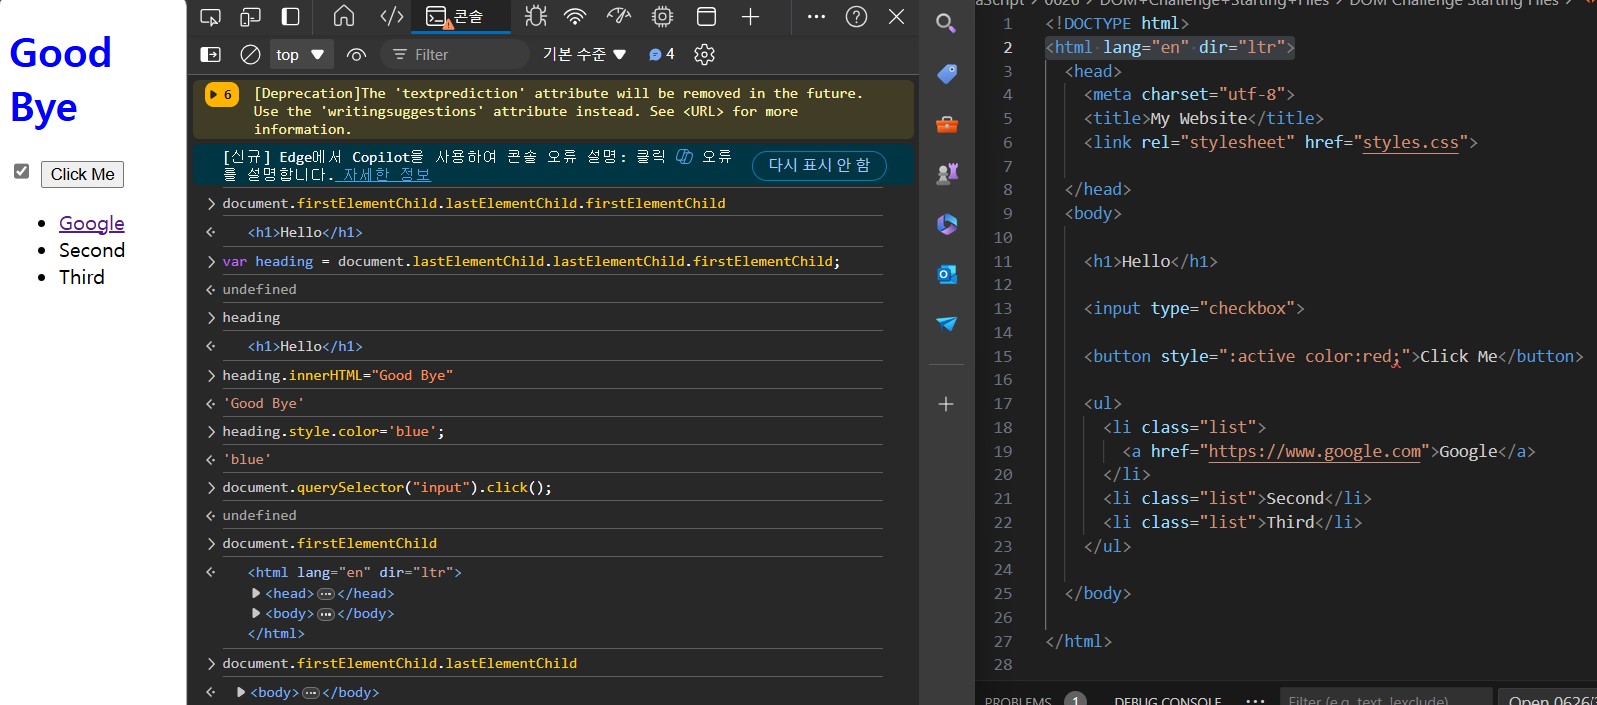 Good
Bye
Click Me
Google
Second
Third
콘솔
top
Filter
기본 수준
4
6
[Deprecation]The 'textprediction' attribute will be removed in the future.
Use the 'writingsuggestions' attribute instead. See <URL> for more
information.
[신규] Edge에서 Copilot을 사용하여 콘솔 오류 설명: 클릭 오류
를 설명합니다. 자세한 정보
다시 표시 안 함
document.firstElementChild.lastElementChild.firstElementChild
<h1>Hello</h1>
var heading = document.lastElementChild.lastElementChild.firstElementChild;
undefined
heading
<h1>Hello</h1>
heading.innerHTML="Good Bye"
'Good Bye'
heading.style.color='blue';
'blue'
document.querySelector("input").click();
undefined
document.firstElementChild
<html lang="en" dir="ltr">
<head>…</head>
<body>…</body>
</html>
document.firstElementChild.lastElementChild
<body>…</body>
aScript > 0626 > DOM+Challenge+Starting+Files > DOM Challenge Starting Files >
1 <!DOCTYPE html>
2 <html lang="en" dir="ltr">
3 <head>
4 <meta charset="utf-8">
5 <title>My Website</title>
6 <link rel="stylesheet" href="styles.css">
7
8 </head>
9 <body>
10
11 <h1>Hello</h1>
12
13 <input type="checkbox">
14
15 <button style=":active color:red;">Click Me</button>
16
17 <ul>
18 <li class="list">
19 <a href="https://www.google.com">Google</a>
20 </li>
21 <li class="list">Second</li>
22 <li class="list">Third</li>
23 </ul>
24
25 </body>
26
27 </html>
28
PROBLEMS 1 DEBUG CONSOLE ··· Filter (e.g. text, !exclude) Open 0626/